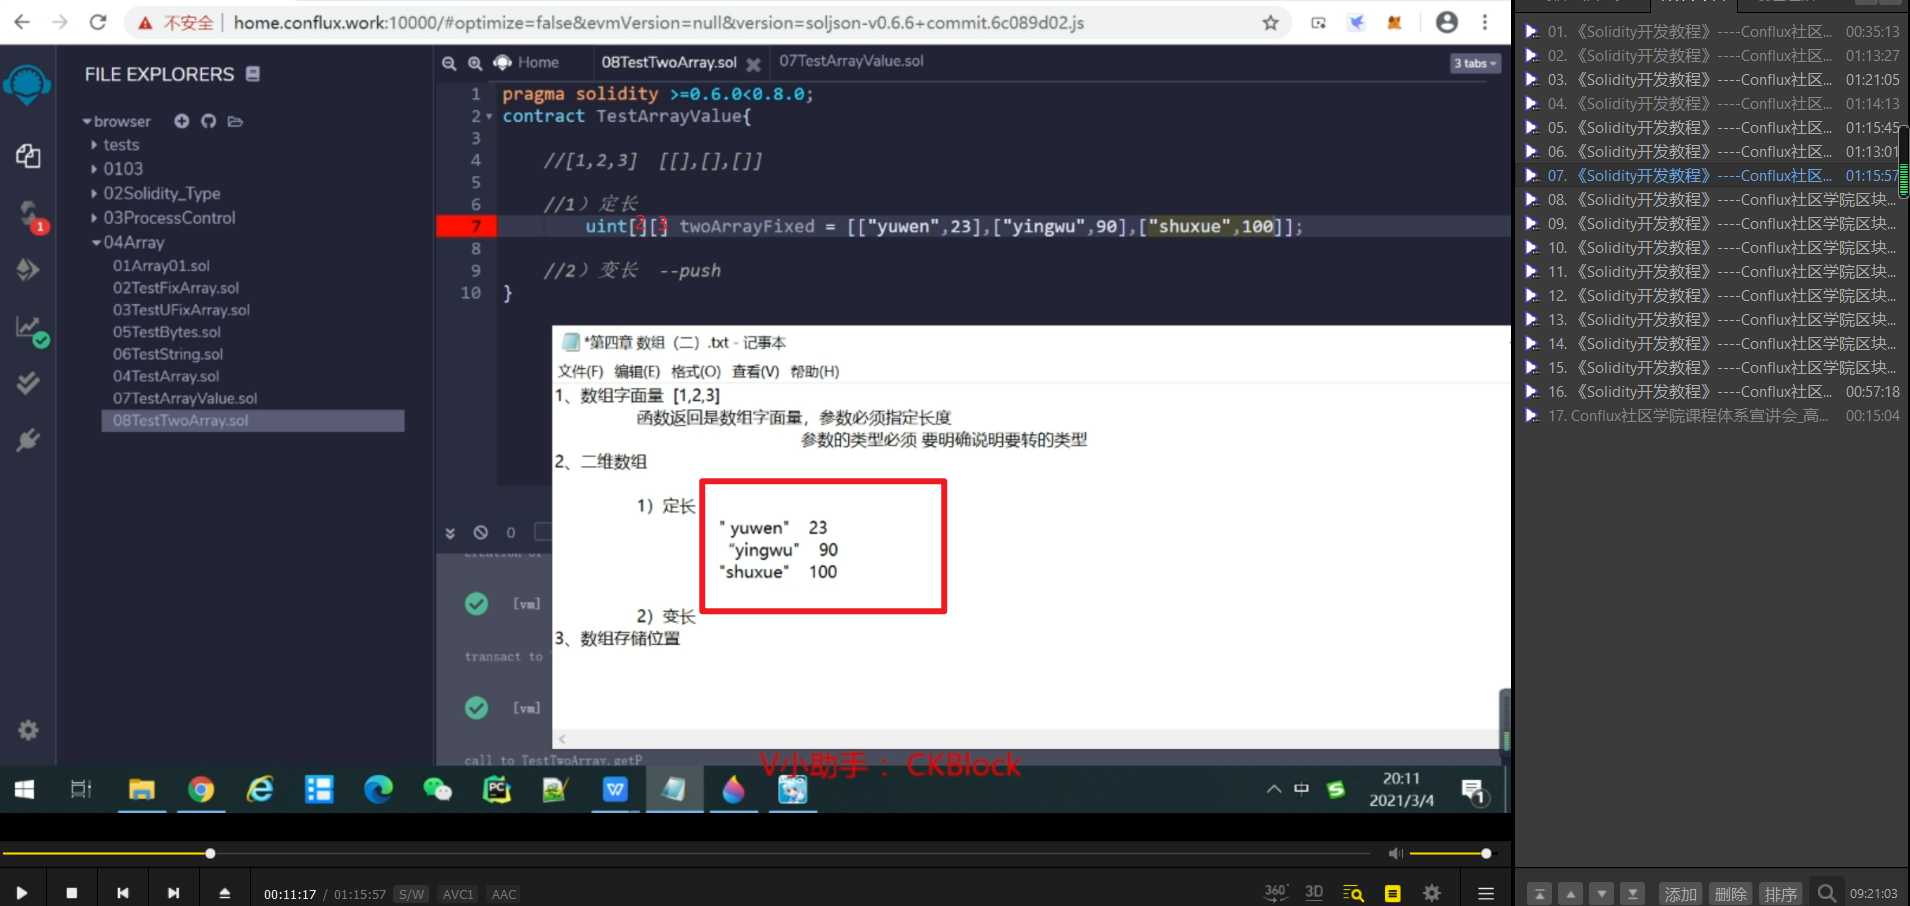 不安全 | home.conflux.work:10000/#optimize=false&evmVersion=null&version=soljson-v0.6.6+commit.6c089d02.js
FILE EXPLORERS
browser
tests
0103
02Solidity_Type
03ProcessControl
04Array
01Array01.sol
02TestFixArray.sol
03TestUFixArray.sol
05TestBytes.sol
06TestString.sol
04TestArray.sol
07TestArrayValue.sol
08TestTwoArray.sol
1
Home
08TestTwoArray.sol
07TestArrayValue.sol
3 tabs
1 pragma solidity >=0.6.0<0.8.0;
2 contract TestArrayValue{
3
4 //[1,2,3] [[],[],[]]
5
6 //1）定长
7 uint[2][3] twoArrayFixed = [["yuwen",23],["yingwu",90],["shuxue",100]];
8
9 //2）变长 --push
10 }
0
[vm]
transact to
[vm]
call to TestTwoArray.getP
*第四章 数组（二）.txt - 记事本
文件(F) 编辑(E) 格式(O) 查看(V) 帮助(H)
1、数组字面量 [1,2,3]
函数返回是数组字面量，参数必须指定长度
参数的类型必须 要明确说明要转的类型
2、二维数组
1）定长
" yuwen" 23
"yingwu" 90
"shuxue" 100
2）变长
3、数组存储位置
V小助手： CKBlock
中
20:11
2021/3/4
1
00:11:17 / 01:15:57 S/W AVC1 AAC
360° 3D
01. 《Solidity开发教程》----Conflux社区... 00:35:13
02. 《Solidity开发教程》----Conflux社区... 01:13:27
03. 《Solidity开发教程》----Conflux社区... 01:21:05
04. 《Solidity开发教程》----Conflux社区... 01:14:13
05. 《Solidity开发教程》----Conflux社区... 01:15:45
06. 《Solidity开发教程》----Conflux社区... 01:13:01
07. 《Solidity开发教程》----Conflux社区... 01:15:57
08. 《Solidity开发教程》----Conflux社区学院区块...
09. 《Solidity开发教程》----Conflux社区学院区块...
10. 《Solidity开发教程》----Conflux社区学院区块...
11. 《Solidity开发教程》----Conflux社区学院区块...
12. 《Solidity开发教程》----Conflux社区学院区块...
13. 《Solidity开发教程》----Conflux社区学院区块...
14. 《Solidity开发教程》----Conflux社区学院区块...
15. 《Solidity开发教程》----Conflux社区学院区块...
16. 《Solidity开发教程》----Conflux社区... 00:57:18
17. Conflux社区学院课程体系宣讲会_高... 00:15:04
添加 删除 排序 09:21:03